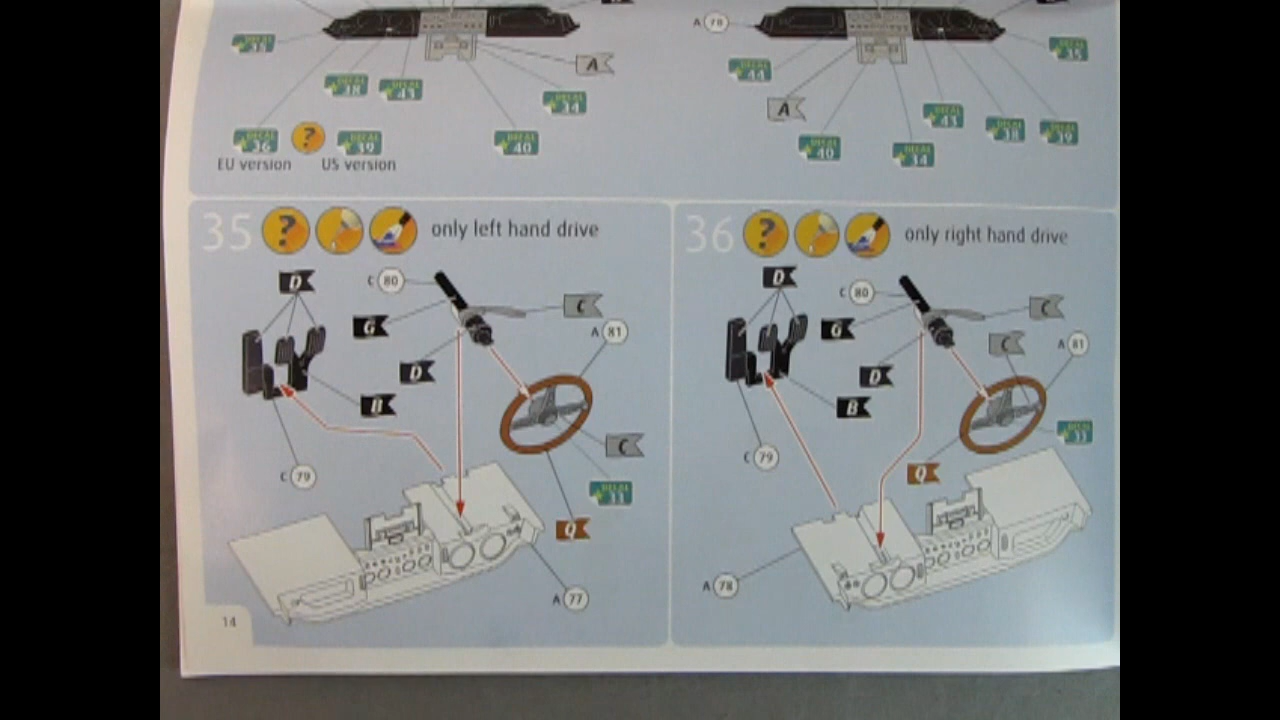 A 78
DECAL 35
DECAL 38
DECAL 43
A
DECAL 34
DECAL 36
?
DECAL 39
DECAL 40
EU version
US version
DECAL 44
A
DECAL 40
DECAL 34
DECAL 43
DECAL 38
DECAL 39
DECAL 35
35
?
only left hand drive
D
C 80
G
C
A 81
D
B
C
C 79
DECAL 33
Q
A 77
14
36
?
only right hand drive
D
C 80
G
C
C
A 81
D
B
C 79
DECAL 33
Q
A 78